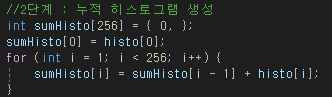 //2단계 : 누적 히스토그램 생성
int sumHisto[256] = { 0, };
sumHisto[0] = histo[0];
for (int i = 1; i < 256; i++) {
sumHisto[i] = sumHisto[i - 1] + histo[i];
}